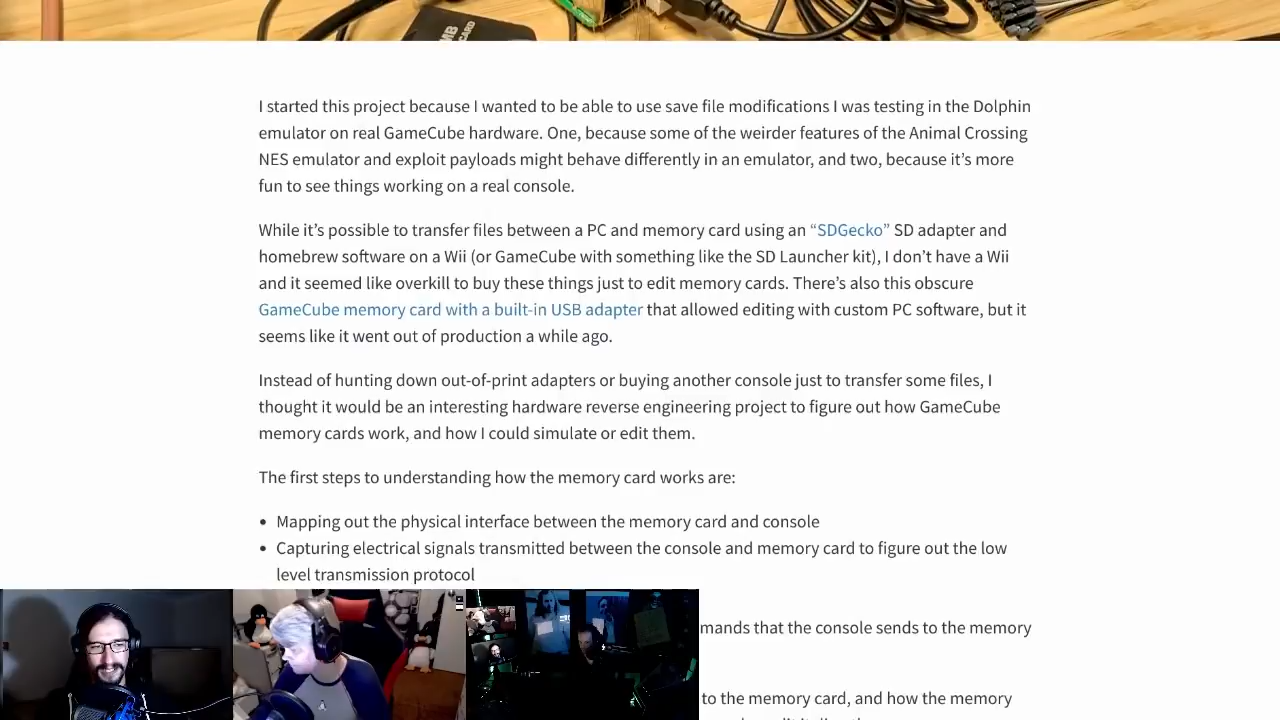 MB
CARD
I started this project because I wanted to be able to use save file modifications I was testing in the Dolphin
emulator on real GameCube hardware. One, because some of the weirder features of the Animal Crossing
NES emulator and exploit payloads might behave differently in an emulator, and two, because it’s more
fun to see things working on a real console.
While it’s possible to transfer files between a PC and memory card using an “SDGecko” SD adapter and
homebrew software on a Wii (or GameCube with something like the SD Launcher kit), I don’t have a Wii
and it seemed like overkill to buy these things just to edit memory cards. There’s also this obscure
GameCube memory card with a built-in USB adapter that allowed editing with custom PC software, but it
seems like it went out of production a while ago.
Instead of hunting down out-of-print adapters or buying another console just to transfer some files, I
thought it would be an interesting hardware reverse engineering project to figure out how GameCube
memory cards work, and how I could simulate or edit them.
The first steps to understanding how the memory card works are:
• Mapping out the physical interface between the memory card and console
• Capturing electrical signals transmitted between the console and memory card to figure out the low
level transmission protocol
mands that the console sends to the memory
to the memory card, and how the memory